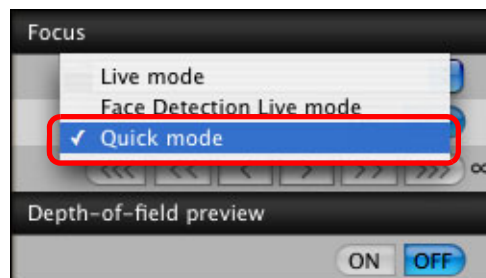 Focus
Live mode
Face Detection Live mode
✓ Quick mode
<<< << < > >> >>> ∞
Depth-of-field preview
ON OFF